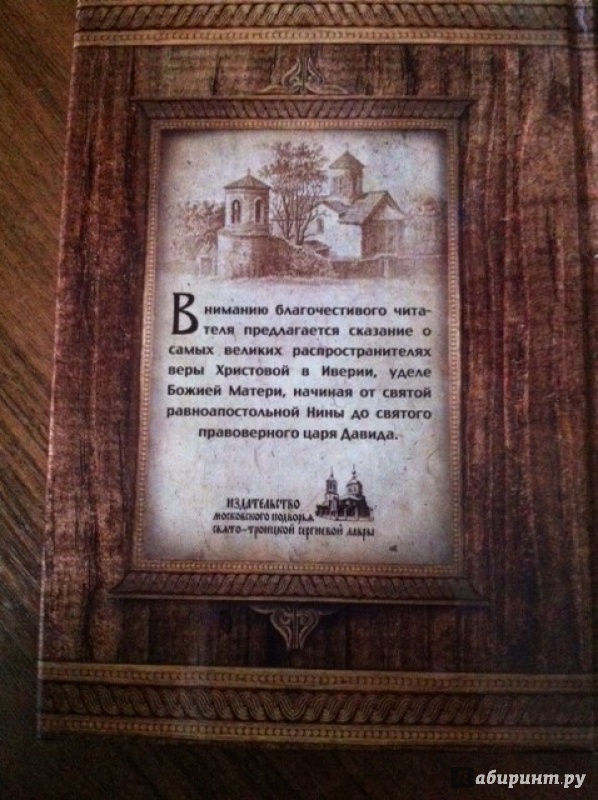 Вниманию благочестивого чита-
теля предлагается сказание о
самых великих распространителях
веры Христовой в Иверии, уделе
Божией Матери, начиная от святой
равноапостольной Нины до святого
правоверного царя Давида.
ИЗДАТЕЛЬСТВО
МОСКОВСКОГО ПОДВОРЬЯ
СВЯТО-ТРОИЦКОЙ СЕРГИЕВОЙ ЛАВРЫ
Лабиринт.ру